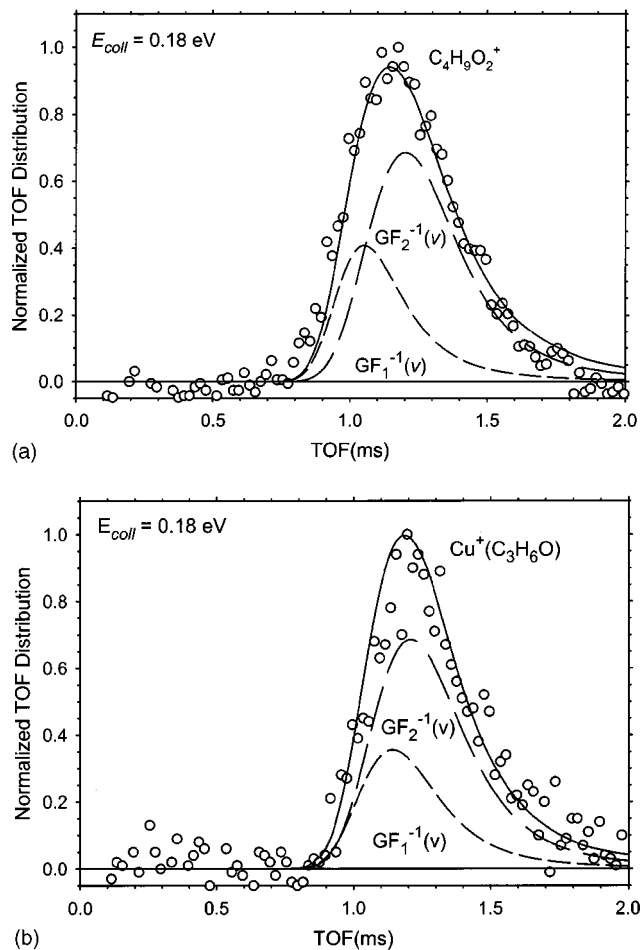 E_coll = 0.18 eV
C₄H₉O₂⁺
GF₂⁻¹(v)
GF₁⁻¹(v)
Normalized TOF Distribution
1.0
0.8
0.6
0.4
0.2
0.0
0.0 0.5 1.0 1.5 2.0
TOF(ms)
(a)
E_coll = 0.18 eV
Cu⁺(C₃H₆O)
GF₂⁻¹(v)
GF₁⁻¹(v)
Normalized TOF Distribution
1.0
0.8
0.6
0.4
0.2
0.0
0.0 0.5 1.0 1.5 2.0
TOF(ms)
(b)